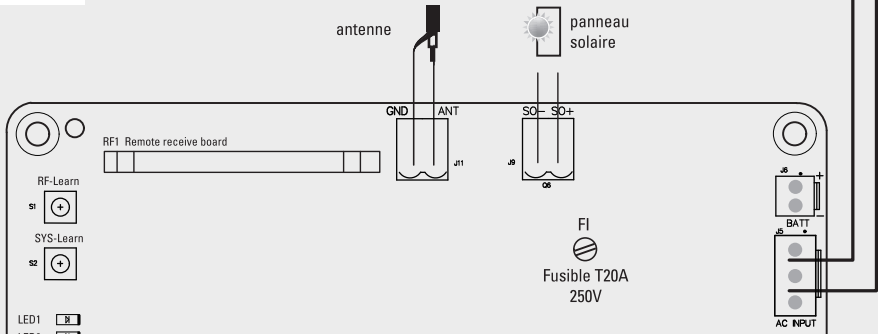 antenne
panneau
solaire
GND ANT
SO- SO+
RF1 Remote receive board
J11
J9
Q6
J6
+
RF-Learn
S1
BATT
-
FI
J5
SYS-Learn
S2
Fusible T20A
250V
LED1
AC INPUT